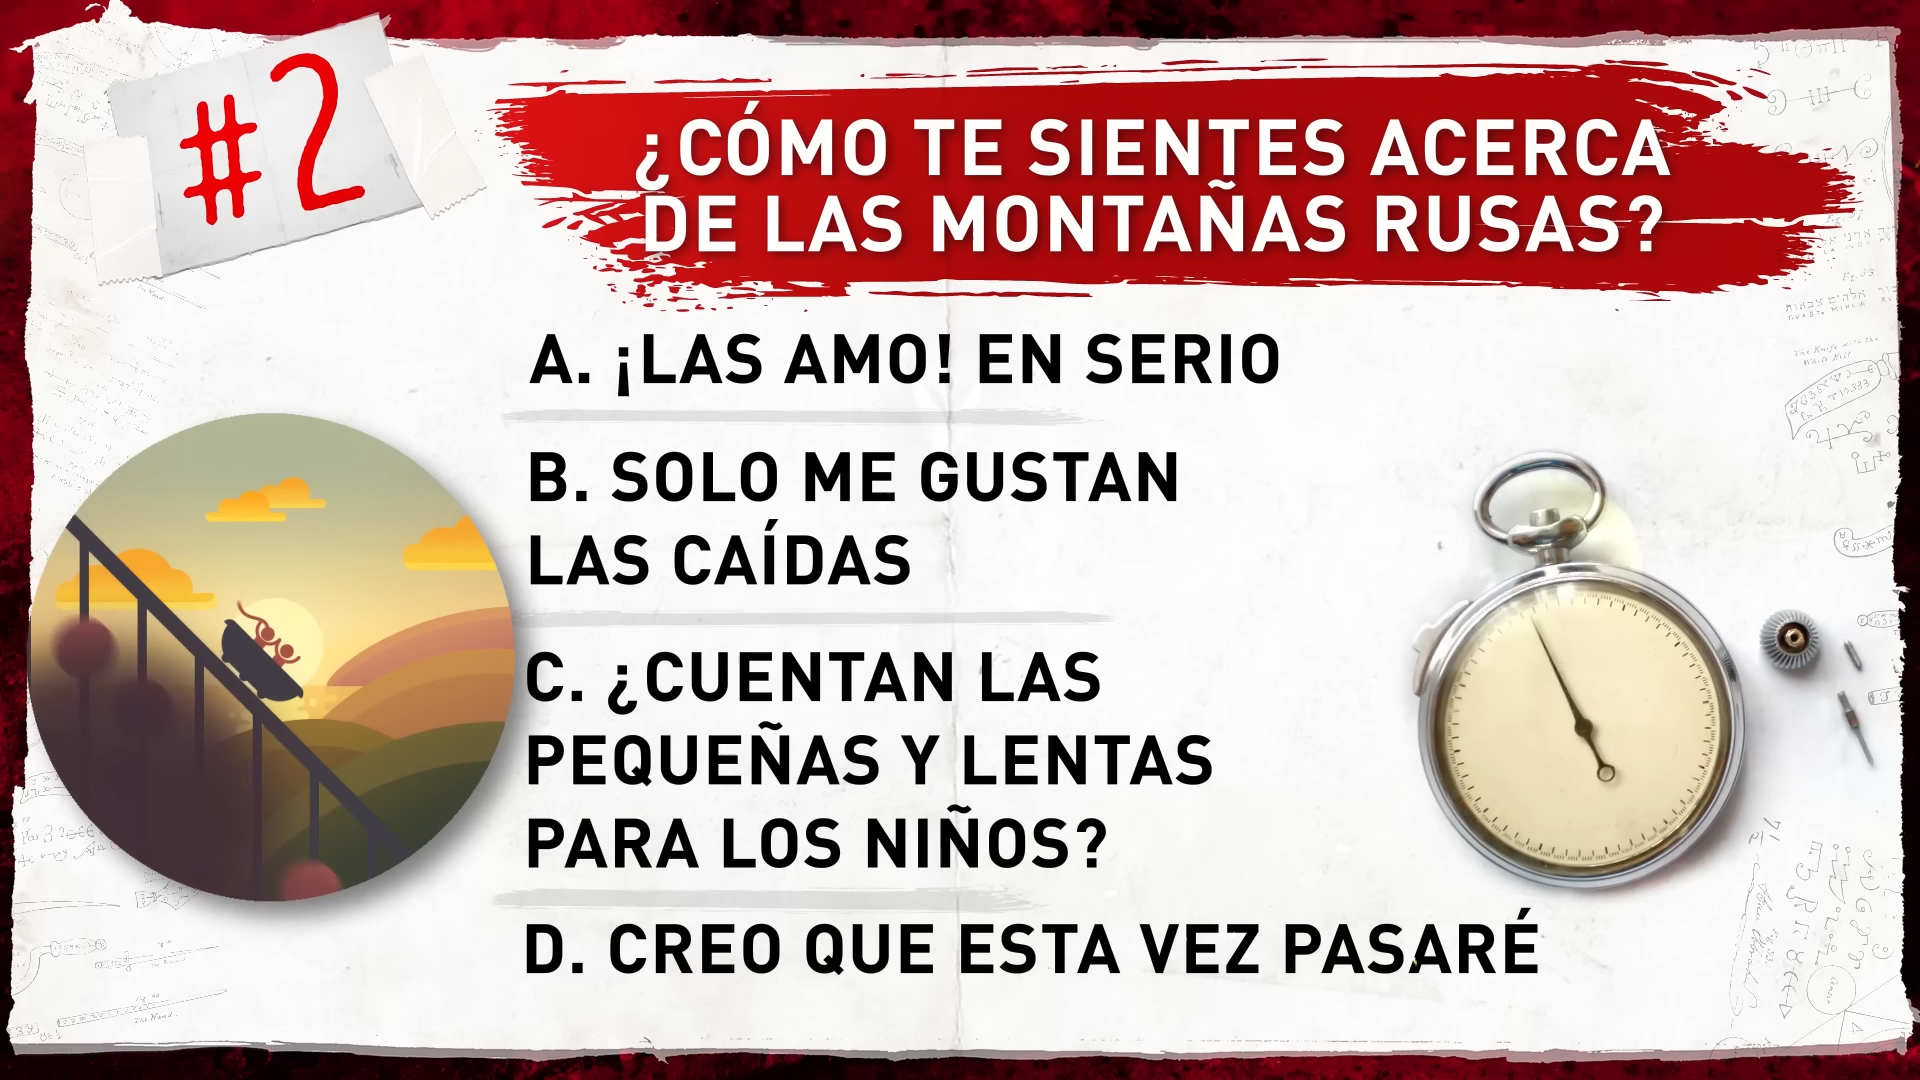 #2
¿CÓMO TE SIENTES ACERCA
DE LAS MONTAÑAS RUSAS?
A. ¡LAS AMO! EN SERIO
B. SOLO ME GUSTAN
LAS CAÍDAS
C. ¿CUENTAN LAS
PEQUEÑAS Y LENTAS
PARA LOS NIÑOS?
D. CREO QUE ESTA VEZ PASARÉ